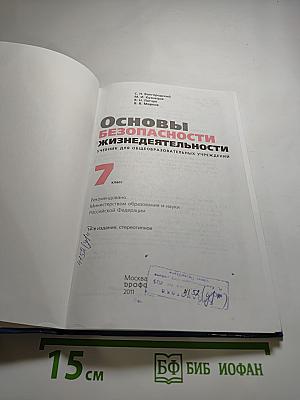 С. Н. Вангородский
М. И. Кузнецов
В. Н. Латчук
В. В. Марков
Основы
БЕЗОПАСНОСТИ
ЖИЗНЕДЕЯТЕЛЬНОСТИ
УЧЕБНИК ДЛЯ ОБЩЕОБРАЗОВАТЕЛЬНЫХ УЧРЕЖДЕНИЙ
7
класс
Рекомендовано
Министерством образования и науки
Российской Федерации
издание, стереотипное
Москва
2011
15 см
БФ БИБ ИОФАН